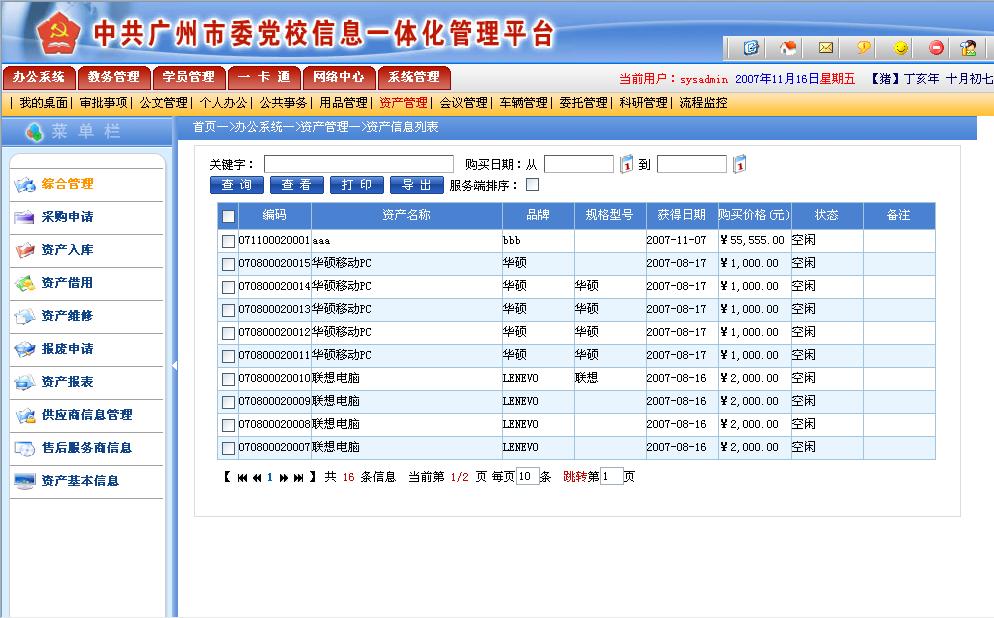 中共广州市委党校信息一体化管理平台
办公系统 教务管理 学员管理 一 卡 通 网络中心 系统管理 当前用户：sysadmin 2007年11月16日星期五 【猪】丁亥年 十月初七
| 我的桌面| 审批事项| 公文管理| 个人办公| 公共事务| 用品管理| 资产管理| 会议管理| 车辆管理| 委托管理| 科研管理| 流程监控
菜 单 栏
首页—>办公系统—>资产管理—>资产信息列表
综合管理
采购申请
资产入库
资产借用
资产维修
报废申请
资产报表
供应商信息管理
售后服务商信息
资产基本信息
关键字： 购买日期：从 到
查 询 查 看 打 印 导 出 服务端排序：
编码 资产名称 品牌 规格型号 获得日期 购买价格(元) 状态 备注
071100020001 aaa bbb 2007-11-07 ￥55,555.00 空闲
070800020015 华硕移动PC 华硕 2007-08-17 ￥1,000.00 空闲
070800020014 华硕移动PC 华硕 华硕 2007-08-17 ￥1,000.00 空闲
070800020013 华硕移动PC 华硕 华硕 2007-08-17 ￥1,000.00 空闲
070800020012 华硕移动PC 华硕 华硕 2007-08-17 ￥1,000.00 空闲
070800020011 华硕移动PC 华硕 华硕 2007-08-17 ￥1,000.00 空闲
070800020010 联想电脑 LENEVO 联想 2007-08-16 ￥2,000.00 空闲
070800020009 联想电脑 LENEVO 2007-08-16 ￥2,000.00 空闲
070800020008 联想电脑 LENEVO 2007-08-16 ￥2,000.00 空闲
070800020007 联想电脑 LENEVO 2007-08-16 ￥2,000.00 空闲
【 1 】 共 16 条信息 当前第 1/2 页 每页 10 条 跳转第 1 页